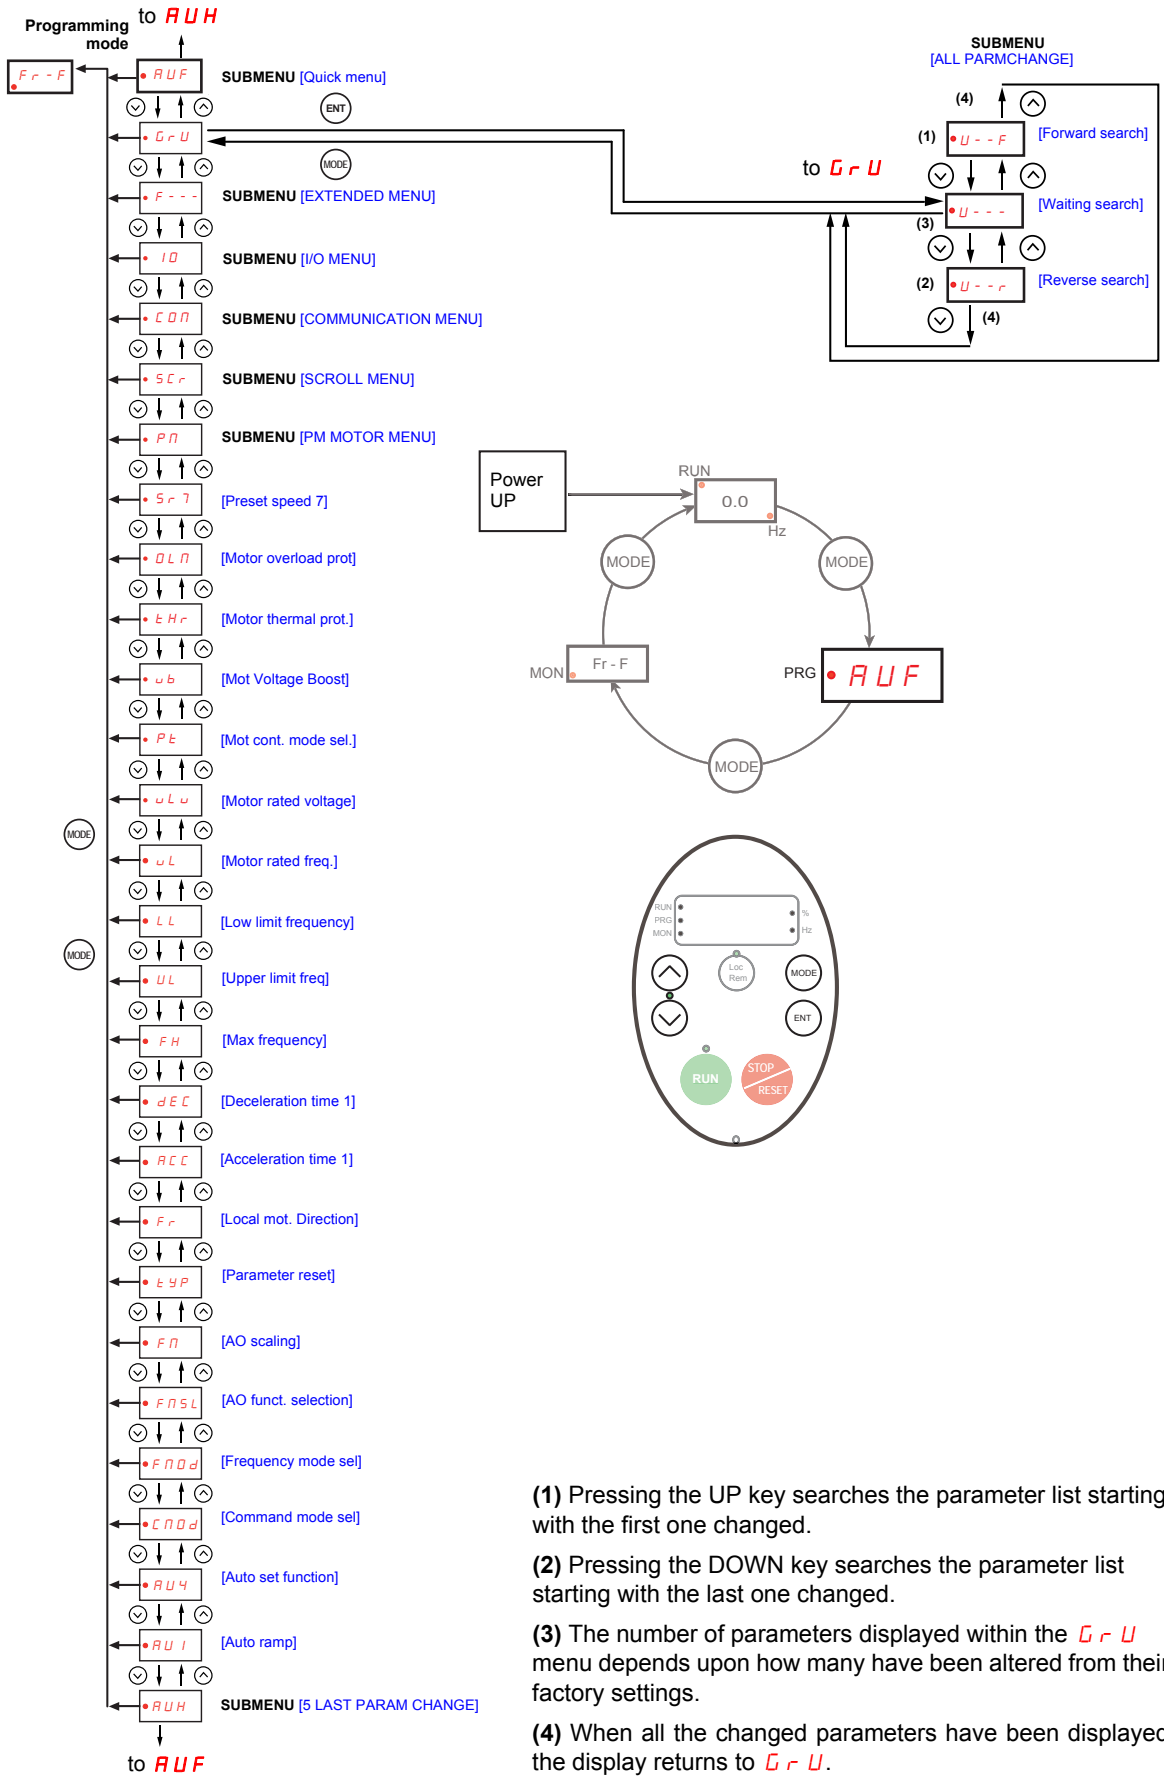 to AUH
Programming mode
Fr-F
AUF
SUBMENU [Quick menu]
ENT
GrU
MODE
F---
SUBMENU [EXTENDED MENU]
IO
SUBMENU [I/O MENU]
COM
SUBMENU [COMMUNICATION MENU]
SCr
SUBMENU [SCROLL MENU]
PM
SUBMENU [PM MOTOR MENU]
Sr7
[Preset speed 7]
OLM
[Motor overload prot]
tHr
[Motor thermal prot.]
ub
[Mot Voltage Boost]
Pt
[Mot cont. mode sel.]
uLu
[Motor rated voltage]
MODE
uL
[Motor rated freq.]
LL
[Low limit frequency]
MODE
UL
[Upper limit freq]
FH
[Max frequency]
dEC
[Deceleration time 1]
ACC
[Acceleration time 1]
Fr
[Local mot. Direction]
tYP
[Parameter reset]
FM
[AO scaling]
FMSL
[AO funct. selection]
FMOd
[Frequency mode sel]
CMOd
[Command mode sel]
AU4
[Auto set function]
AU1
[Auto ramp]
AUH
SUBMENU [5 LAST PARAM CHANGE]
to AUF
SUBMENU
[ALL PARMCHANGE]
(4)
(1)
U--F
[Forward search]
to GrU
U---
[Waiting search]
(3)
(2)
U--r
[Reverse search]
(4)
Power UP
RUN
0.0
Hz
MODE
MODE
MON
Fr-F
PRG
AUF
MODE
RUN
PRG
MON
%
Hz
Loc
Rem
MODE
ENT
RUN
STOP
RESET
(1) Pressing the UP key searches the parameter list starting
with the first one changed.
(2) Pressing the DOWN key searches the parameter list
starting with the last one changed.
(3) The number of parameters displayed within the GrU
menu depends upon how many have been altered from their
factory settings.
(4) When all the changed parameters have been displayed
the display returns to GrU.